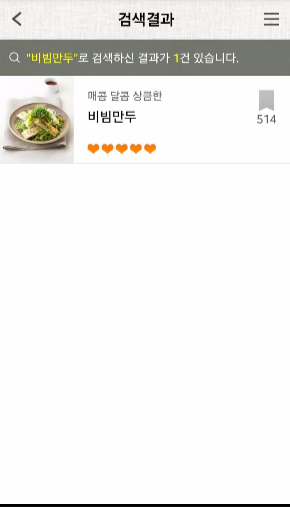 검색결과
"비빔만두"로 검색하신 결과가 1건 있습니다.
매콤 달콤 상큼한
비빔만두
514